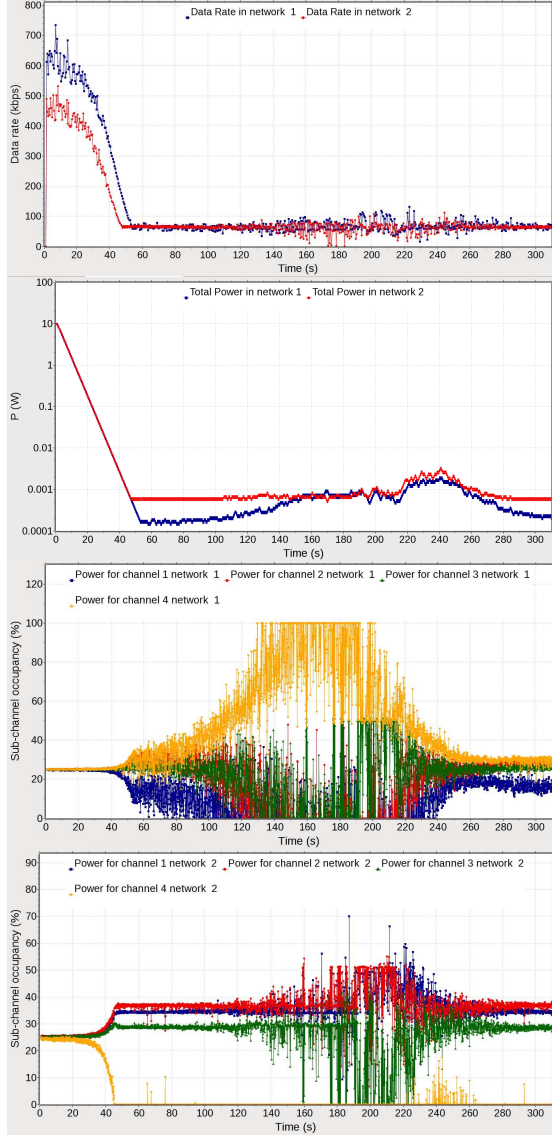 Data Rate in network 1 Data Rate in network 2
800
700
600
500
400
300
200
100
0
Data rate (kbps)
0 20 40 60 80 100 120 140 160 180 200 220 240 260 280 300
Time (s)
Total Power in network 1 Total Power in network 2
100
10
1
0.1
0.01
0.001
0.0001
P (W)
0 20 40 60 80 100 120 140 160 180 200 220 240 260 280 300
Time (s)
Power for channel 1 network 1 Power for channel 2 network 1 Power for channel 3 network 1
Power for channel 4 network 1
120
100
80
60
40
20
0
Sub-channel occupancy (%)
0 20 40 60 80 100 120 140 160 180 200 220 240 260 280 300
Time (s)
Power for channel 1 network 2 Power for channel 2 network 2 Power for channel 3 network 2
Power for channel 4 network 2
90
80
70
60
50
40
30
20
10
0
Sub-channel occupancy (%)
0 20 40 60 80 100 120 140 160 180 200 220 240 260 280 300
Time (s)